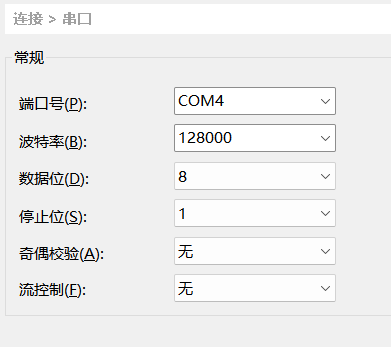 连接 > 串口
常规
端口号(P): COM4
波特率(B): 128000
数据位(D): 8
停止位(S): 1
奇偶校验(A): 无
流控制(F): 无